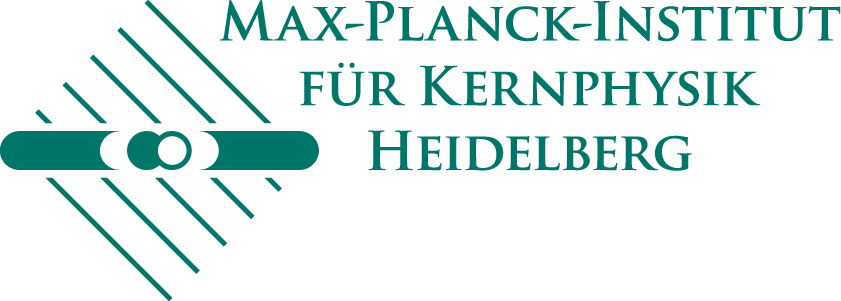 MAX-PLANCK-INSTITUT
FÜR KERNPHYSIK
HEIDELBERG